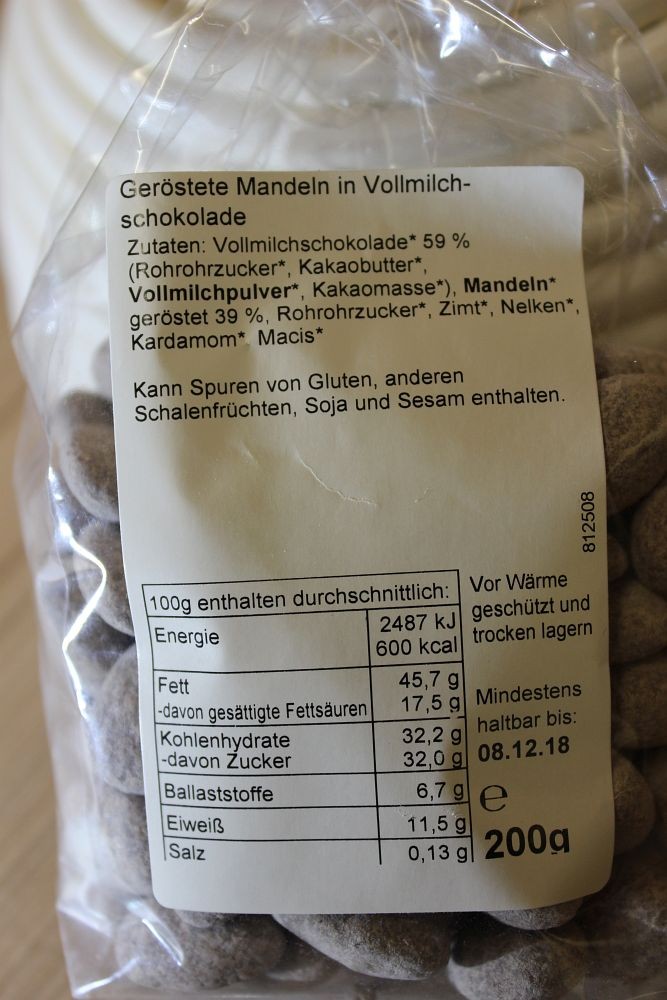 Geröstete Mandeln in Vollmilch-
schokolade
Zutaten: Vollmilchschokolade* 59 %
(Rohrohrzucker*, Kakaobutter*,
Vollmilchpulver*, Kakaomasse*), Mandeln*
geröstet 39 %, Rohrohrzucker*, Zimt*, Nelken*,
Kardamom*, Macis*
Kann Spuren von Gluten, anderen
Schalenfrüchten, Soja und Sesam enthalten.
812508
100g enthalten durchschnittlich:
Energie 2487 kJ
600 kcal
Fett 45,7 g
-davon gesättigte Fettsäuren 17,5 g
Kohlenhydrate 32,2 g
-davon Zucker 32,0 g
Ballaststoffe 6,7 g
Eiweiß 11,5 g
Salz 0,13 g
Vor Wärme
geschützt und
trocken lagern
Mindestens
haltbar bis:
08.12.18
e
200g